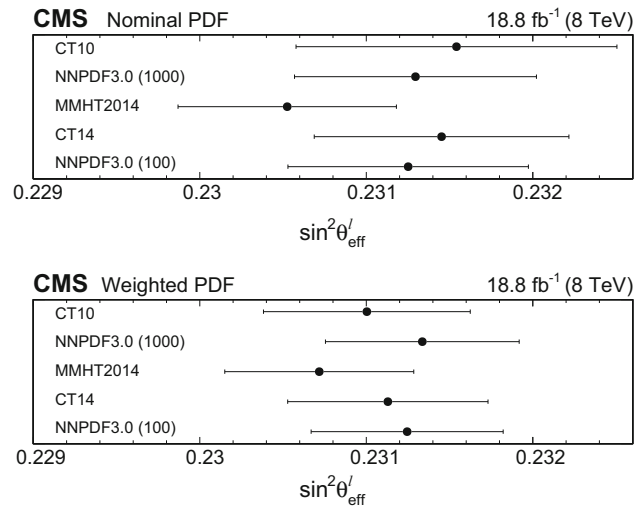 CMS Nominal PDF 18.8 fb⁻¹ (8 TeV)
CT10
NNPDF3.0 (1000)
MMHT2014
CT14
NNPDF3.0 (100)
0.229 0.23 0.231 0.232
sin²θˡeff
CMS Weighted PDF 18.8 fb⁻¹ (8 TeV)
CT10
NNPDF3.0 (1000)
MMHT2014
CT14
NNPDF3.0 (100)
0.229 0.23 0.231 0.232
sin²θˡeff